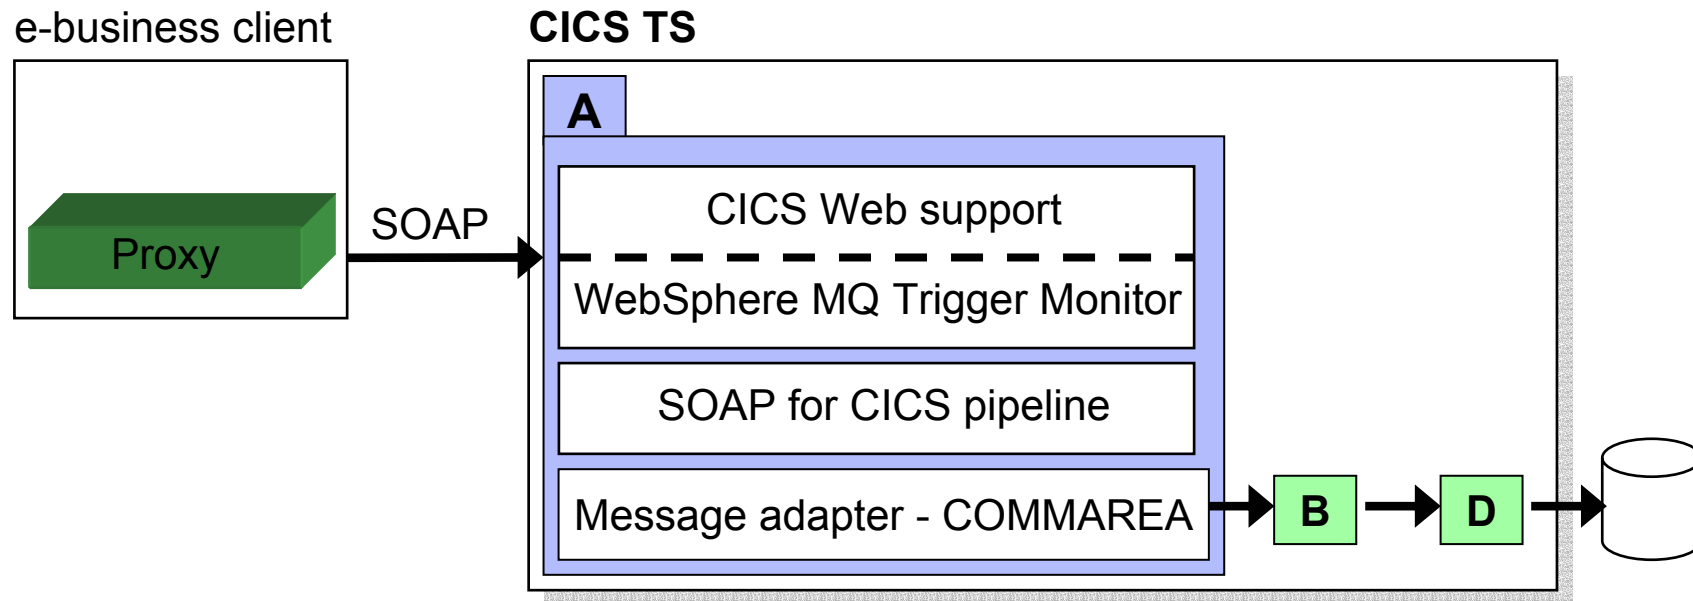 e-business client
CICS TS
A
CICS Web support
SOAP
Proxy
WebSphere MQ Trigger Monitor
SOAP for CICS pipeline
Message adapter - COMMAREA
B
D